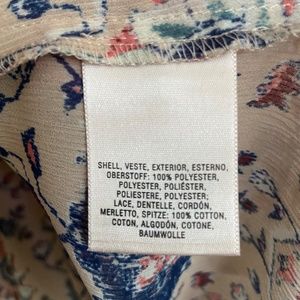 SHELL, VESTE, EXTERIOR, ESTERNO,
OBERSTOFF: 100% POLYESTER,
POLYESTER, POLIÉSTER,
POLIESTERE, POLYESTER;
LACE, DENTELLE, CORDÓN,
MERLETTO, SPITZE: 100% COTTON,
COTON, ALGODÓN, COTONE,
BAUMWOLLE